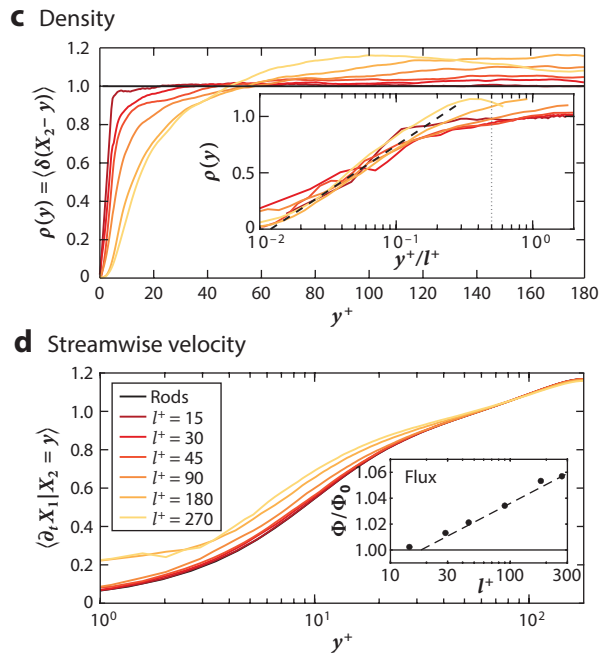 c Density
1.2
1.0
0.8
0.6
0.4
0.2
0
ρ(y) = ⟨δ(X₂– y)⟩
1.0
0.5
0
ρ(y)
10⁻² 10⁻¹ 10⁰
y⁺/l⁺
0 20 40 60 80 100 120 140 160 180
y⁺
d Streamwise velocity
1.2
1.0
0.8
0.6
0.4
0.2
0
⟨∂ₜX₁|X₂ = y⟩
Rods
l⁺ = 15
l⁺ = 30
l⁺ = 45
l⁺ = 90
l⁺ = 180
l⁺ = 270
Flux
1.06
1.04
1.02
1.00
Φ/Φ₀
10 30 100 300
l⁺
10⁰ 10¹ 10²
y⁺